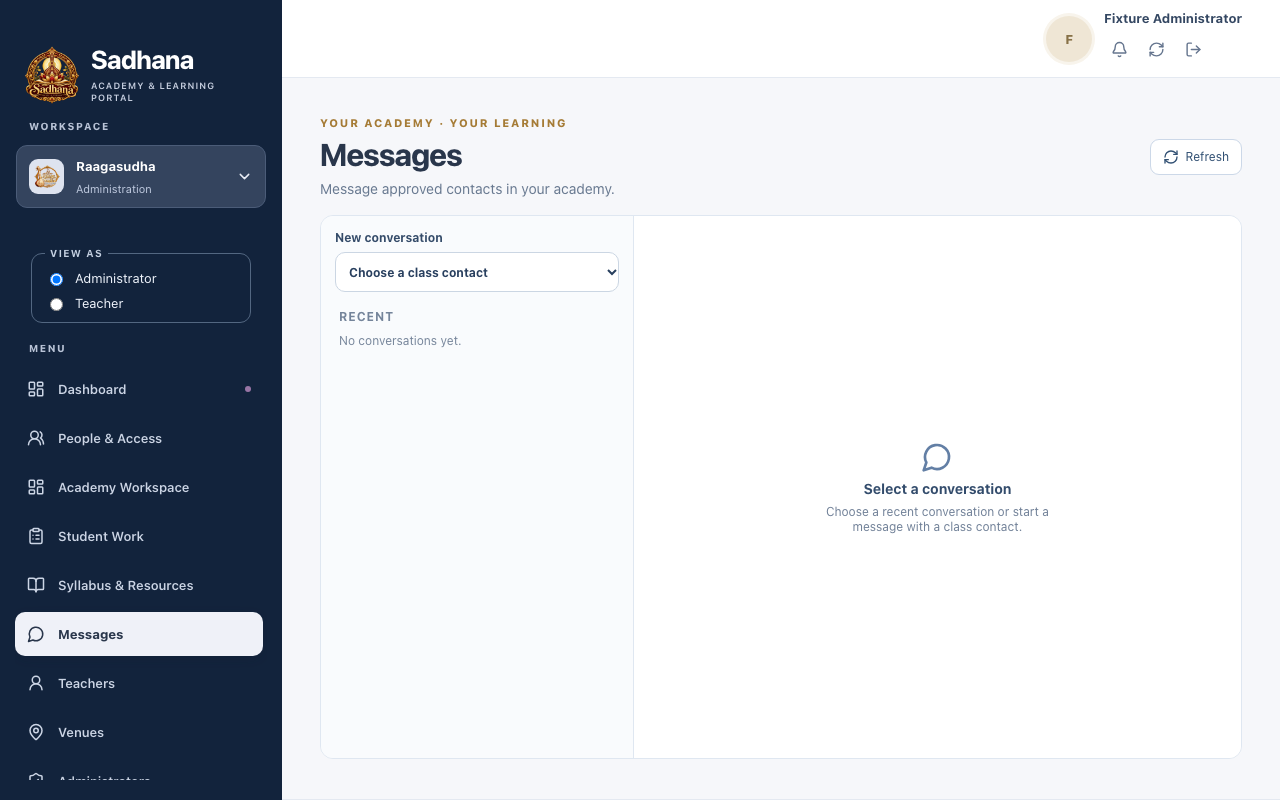 Sadhana
Sadhana
ACADEMY & LEARNING
PORTAL
WORKSPACE
Raagasudha
Administration
VIEW AS
Administrator
Teacher
MENU
Dashboard
People & Access
Academy Workspace
Student Work
Syllabus & Resources
Messages
Teachers
Venues
Administrators
F
Fixture Administrator
YOUR ACADEMY · YOUR LEARNING
Messages
Message approved contacts in your academy.
Refresh
New conversation
Choose a class contact
RECENT
No conversations yet.
Select a conversation
Choose a recent conversation or start a
message with a class contact.